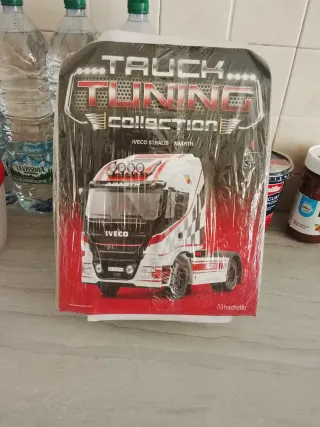 TRUCK
TUNING
collection
IVECO STRALIS ABARTH
IVECO
hachette